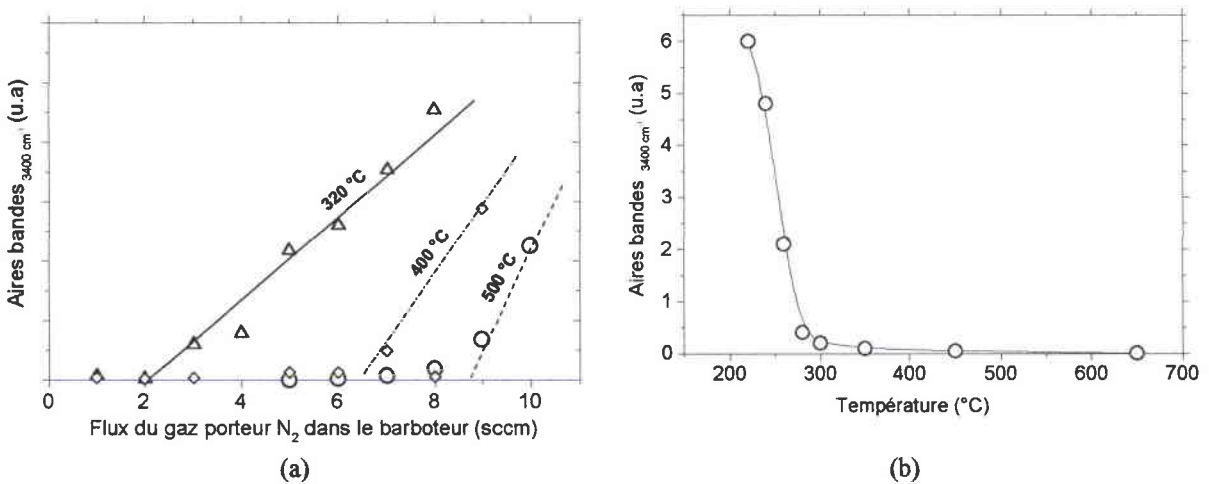 Aires bandes 3400 cm⁻¹ (u.a)
320 °C
400 °C
500 °C
0 2 4 6 8 10
Flux du gaz porteur N₂ dans le barboteur (sccm)
(a)
Aires bandes 3400 cm⁻¹ (u.a)
6
5
4
3
2
1
0
200 300 400 500 600 700
Température (°C)
(b)